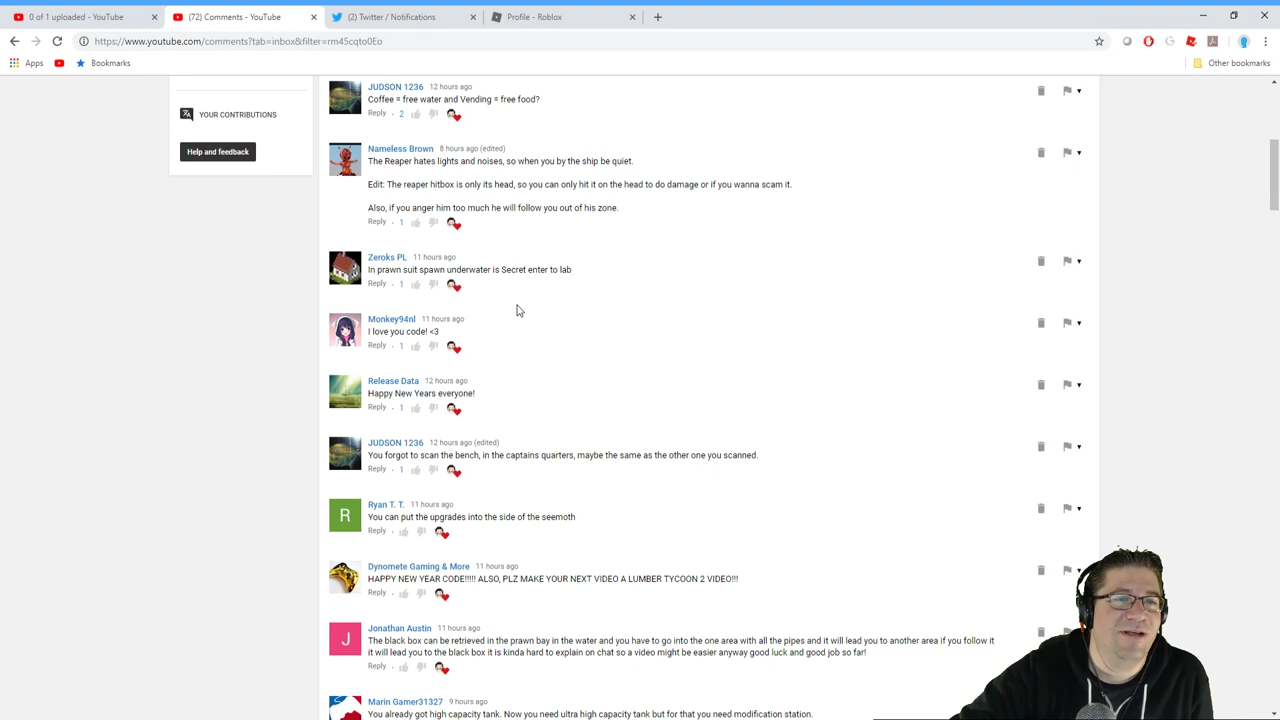 0 of 1 uploaded - YouTube
(72) Comments - YouTube
(2) Twitter / Notifications
Profile - Roblox
https://www.youtube.com/comments?tab=inbox&filter=rm45cqto0Eo
Apps
Bookmarks
Other bookmarks
YOUR CONTRIBUTIONS
Help and feedback
JUDSON 1236 12 hours ago
Coffee = free water and Vending = free food?
Reply . 2
Nameless Brown 8 hours ago (edited)
The Reaper hates lights and noises, so when you by the ship be quiet.
Edit: The reaper hitbox is only its head, so you can only hit it on the head to do damage or if you wanna scam it.
Also, if you anger him too much he will follow you out of his zone.
Reply . 1
Zeroks PL 11 hours ago
In prawn suit spawn underwater is Secret enter to lab
Reply . 1
Monkey94nl 11 hours ago
I love you code! <3
Reply . 1
Release Data 12 hours ago
Happy New Years everyone!
Reply . 1
JUDSON 1236 12 hours ago (edited)
You forgot to scan the bench, in the captains quarters, maybe the same as the other one you scanned.
Reply . 1
R
Ryan T. T. 11 hours ago
You can put the upgrades into the side of the seemoth
Reply .
Dynomete Gaming & More 11 hours ago
HAPPY NEW YEAR CODE!!!!! ALSO, PLZ MAKE YOUR NEXT VIDEO A LUMBER TYCOON 2 VIDEO!!!
Reply .
J
Jonathan Austin 11 hours ago
The black box can be retrieved in the prawn bay in the water and you have to go into the one area with all the pipes and it will lead you to another area if you follow it
it will lead you to the black box it is kinda hard to explain on chat so a video might be easier anyway good luck and good job so far!
Reply .
Marin Gamer31327 9 hours ago
You already got high capacity tank. Now you need ultra high capacity tank but for that you need modification station.